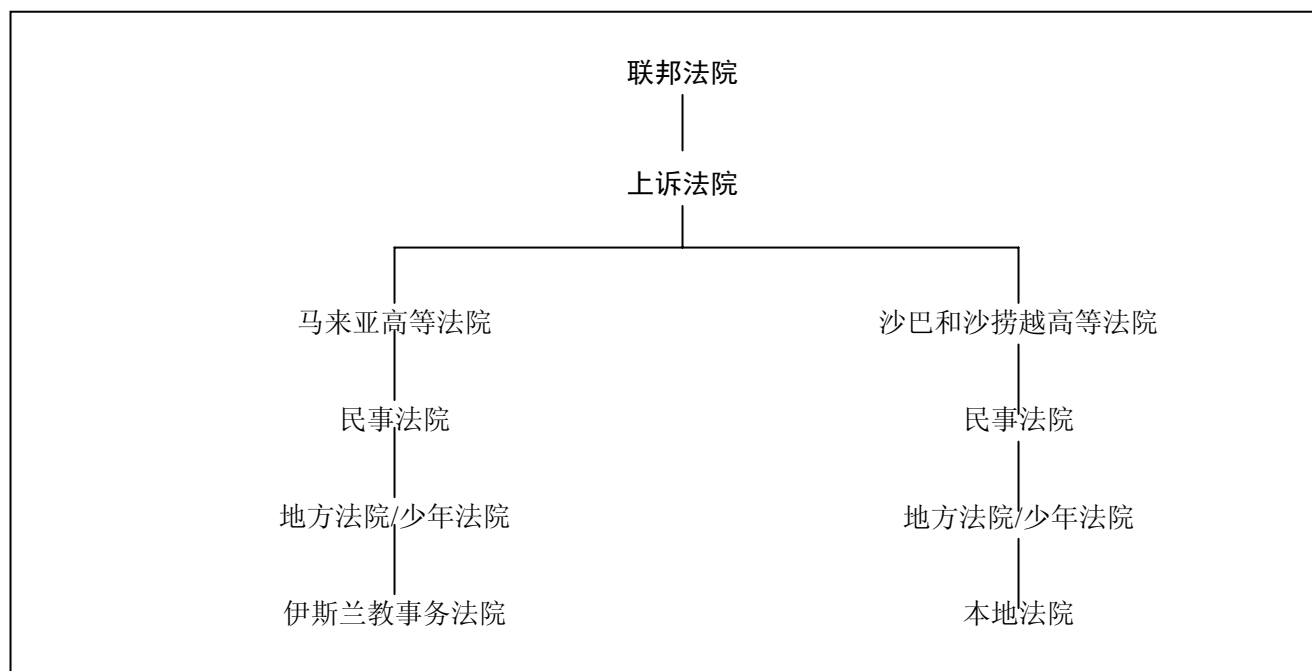 联邦法院
上诉法院
马来亚高等法院
沙巴和沙捞越高等法院
民事法院
民事法院
地方法院/少年法院
地方法院/少年法院
伊斯兰教事务法院
本地法院